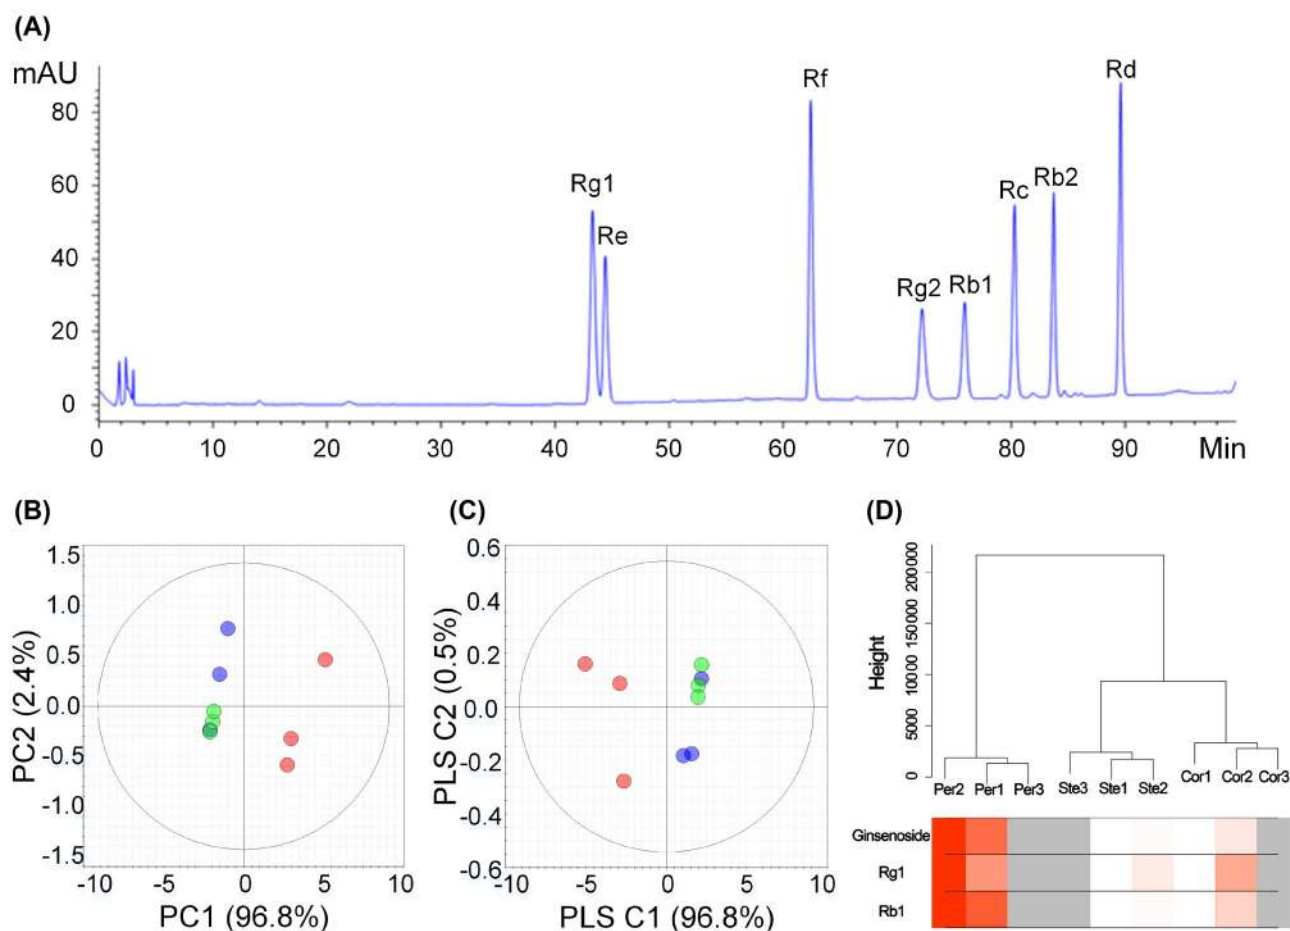 (A)
mAU
80
60
40
20
0
Rg1
Re
Rf
Rg2
Rb1
Rc
Rb2
Rd
0 10 20 30 40 50 60 70 80 90 Min
(B)
PC2 (2.4%)
1.5
1.0
0.5
0.0
-0.5
-1.0
-1.5
-10 -5 0 5 10
PC1 (96.8%)
(C)
PLS C2 (0.5%)
0.6
0.4
0.2
0.0
-0.2
-0.4
-0.6
-10 -5 0 5 10
PLS C1 (96.8%)
(D)
Height
200000
150000
100000
5000
0
Per2 Per1 Per3 Ste3 Ste1 Ste2 Cor1 Cor2 Cor3
Ginsenoside
Rg1
Rb1